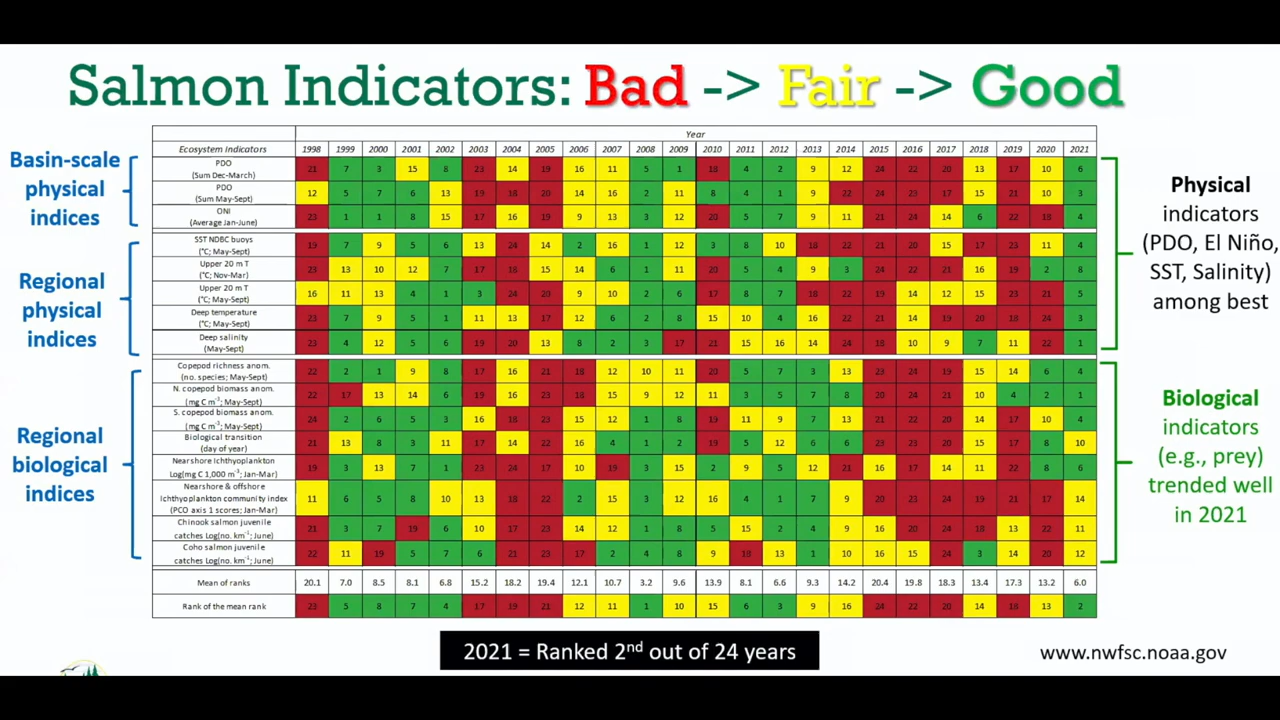 Salmon Indicators: Bad -> Fair -> Good
Basin-scale
physical
indices
Regional
physical
indices
Regional
biological
indices
Year
Ecosystem Indicators 1998 1999 2000 2001 2002 2003 2004 2005 2006 2007 2008 2009 2010 2011 2012 2013 2014 2015 2016 2017 2018 2019 2020 2021
PDO
(Sum Dec-March) 21 7 3 15 8 23 14 19 16 11 5 1 18 4 2 9 12 24 22 20 13 17 10 6
PDO
(Sum May-Sept) 12 5 7 6 13 19 18 20 14 16 2 11 8 4 1 9 22 24 23 17 15 21 10 3
ONI
(Average Jan-June) 23 1 1 8 15 17 16 19 9 13 3 12 20 5 7 9 11 21 24 14 6 22 18 4
SST NDBC buoys
(°C; May-Sept) 19 7 9 5 6 13 24 14 2 16 1 12 3 8 10 18 22 21 20 15 17 23 11 4
Upper 20 m T
(°C; Nov-Mar) 23 13 10 12 7 17 18 15 14 6 1 11 20 5 4 9 3 24 22 21 16 19 2 8
Upper 20 m T
(°C; May-Sept) 16 11 13 4 1 3 24 20 9 10 2 6 17 8 7 18 22 19 14 12 15 23 21 5
Deep temperature
(°C; May-Sept) 23 7 9 5 1 11 13 17 12 6 2 8 15 10 4 16 22 21 14 19 20 18 24 3
Deep salinity
(May-Sept) 23 4 12 5 6 19 20 13 8 2 3 17 21 15 16 14 24 18 10 9 7 11 22 1
Copepod richness anom.
(no. species; May-Sept) 22 2 1 9 8 17 16 21 18 12 10 11 20 5 7 3 13 23 24 19 15 14 6 4
N. copepod biomass anom.
(mg C m⁻³; May-Sept) 22 17 13 14 6 19 16 23 18 15 9 12 11 3 5 7 8 20 24 21 10 4 2 1
S. copepod biomass anom.
(mg C m⁻³; May-Sept) 24 2 6 5 3 16 18 23 15 12 1 8 19 11 9 7 13 21 22 20 14 17 10 4
Biological transition
(day of year) 21 13 8 3 11 17 14 22 16 4 1 2 19 5 12 6 6 23 23 20 15 17 8 10
Nearshore Ichthyoplankton
Log(mg C 1,000 m⁻³; Jan-Mar) 19 3 13 7 1 23 24 17 10 19 3 15 2 9 5 12 21 16 17 14 11 22 8 6
Nearshore & offshore
Ichthyoplankton community index
(PCO axis 1 scores; Jan-Mar) 11 6 5 8 10 13 18 22 2 15 3 12 16 4 1 7 9 20 23 24 19 21 17 14
Chinook salmon juvenile
catches Log(no. km⁻¹; June) 21 3 7 19 6 10 17 23 14 12 1 8 5 15 2 4 9 16 20 24 18 13 22 11
Coho salmon juvenile
catches Log(no. km⁻¹; June) 22 11 19 5 7 6 21 23 17 2 4 8 9 18 13 1 10 16 15 24 3 14 20 12
Mean of ranks 20.1 7.0 8.5 8.1 6.8 15.2 18.2 19.4 12.1 10.7 3.2 9.6 13.9 8.1 6.6 9.3 14.2 20.4 19.8 18.3 13.4 17.3 13.2 6.0
Rank of the mean rank 23 5 8 7 4 17 19 21 12 11 1 10 15 6 3 9 16 24 22 20 14 18 13 2
Physical
indicators
(PDO, El Niño,
SST, Salinity)
among best
Biological
indicators
(e.g., prey)
trended well
in 2021
2021 = Ranked 2nd out of 24 years
www.nwfsc.noaa.gov